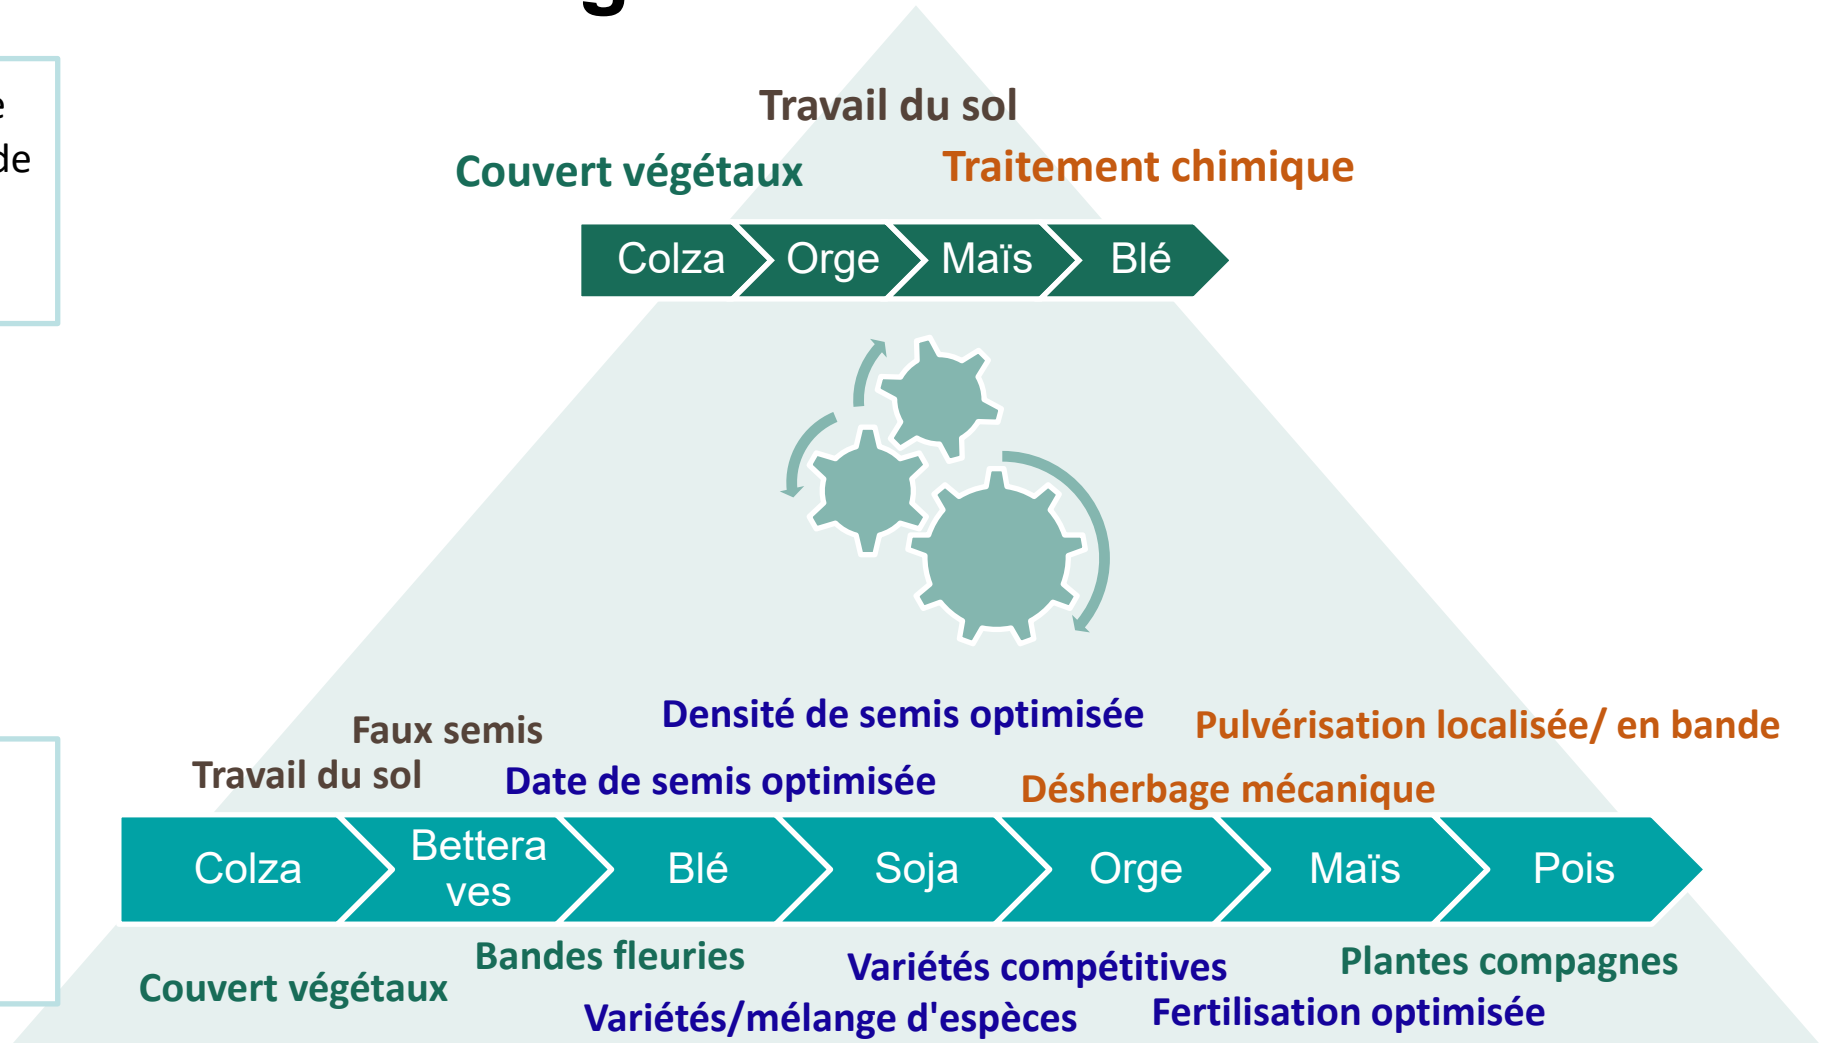 g
e
de
Travail du sol
Couvert végétaux
Traitement chimique
Colza
Orge
Maïs
Blé
Densité de semis optimisée
Faux semis
Pulvérisation localisée/ en bande
Travail du sol
Date de semis optimisée
Désherbage mécanique
Colza
Bettera
ves
Blé
Soja
Orge
Maïs
Pois
Bandes fleuries
Variétés compétitives
Plantes compagnes
Couvert végétaux
Variétés/mélange d'espèces
Fertilisation optimisée